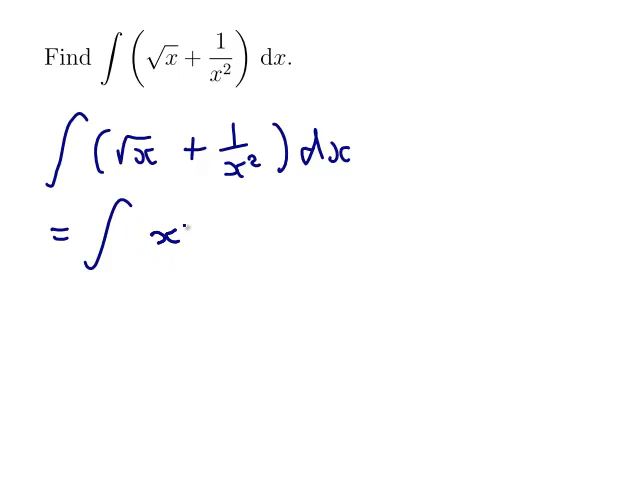 Find ∫ (√x + 1/x²) dx.
∫ (√x + 1/x²) dx
= ∫ x